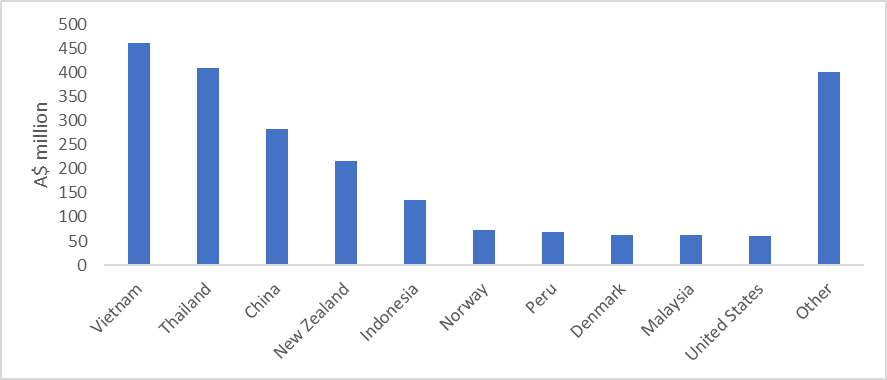 500
450
400
350
300
250
200
150
100
50
0
A$ million
Vietnam
Thailand
China
New Zealand
Indonesia
Norway
Peru
Denmark
Malaysia
United States
Other